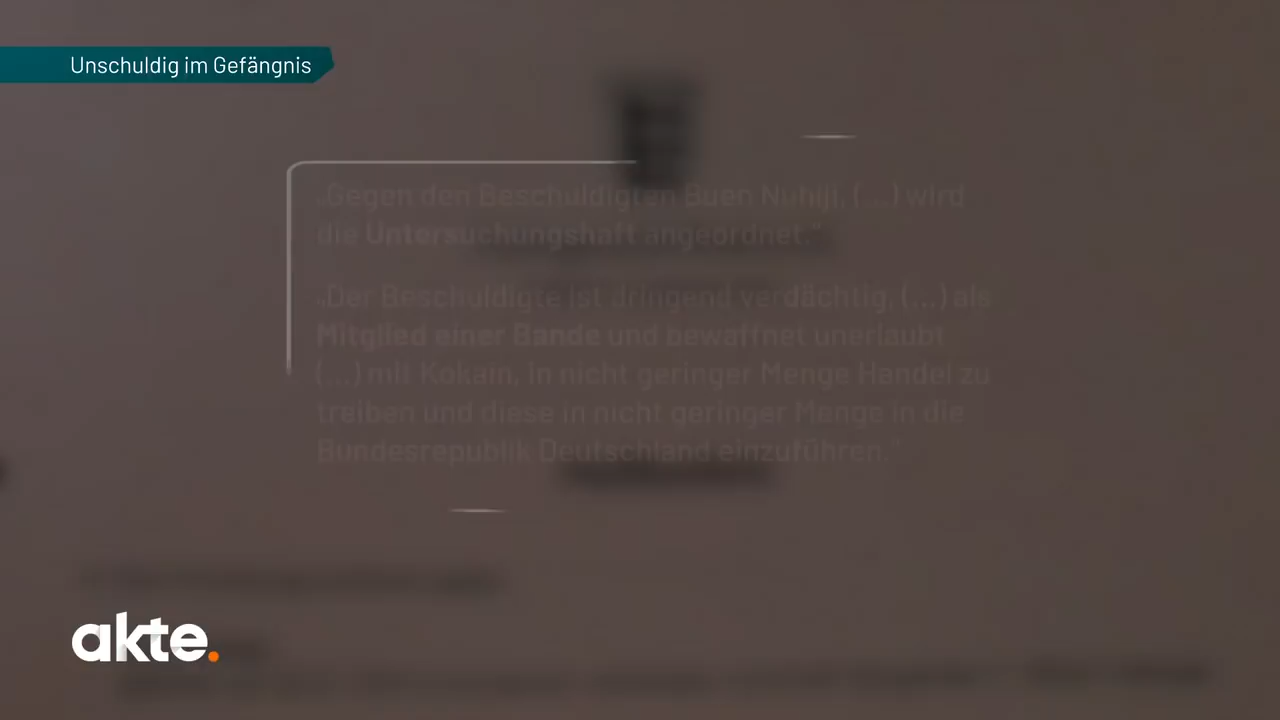 Unschuldig im Gefängnis
„Gegen den Beschuldigten Buen Nuhiji, (...) wird
die Untersuchungshaft angeordnet.“
„Der Beschuldigte ist dringend verdächtig, (...) als
Mitglied einer Bande und bewaffnet unerlaubt
(...) mit Kokain, in nicht geringer Menge Handel zu
treiben und diese in nicht geringer Menge in die
Bundesrepublik Deutschland einzuführen.“
akte.